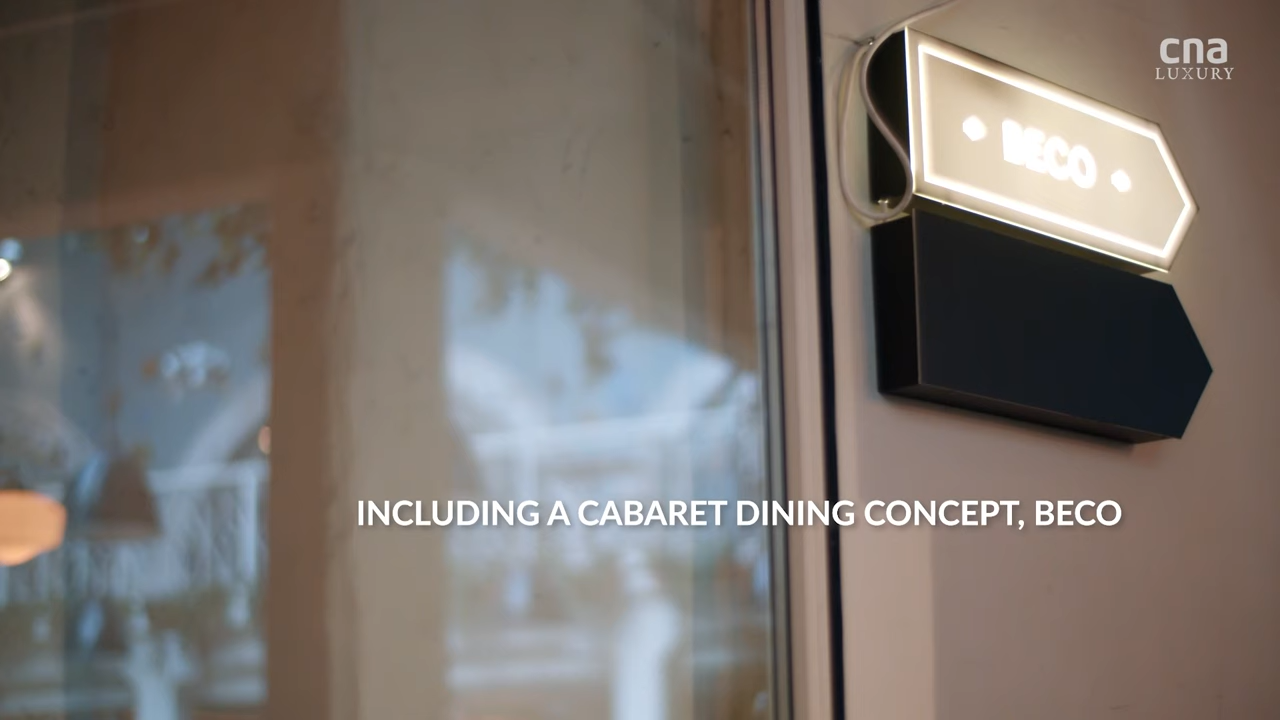 cna
LUXURY
BECO
INCLUDING A CABARET DINING CONCEPT, BECO